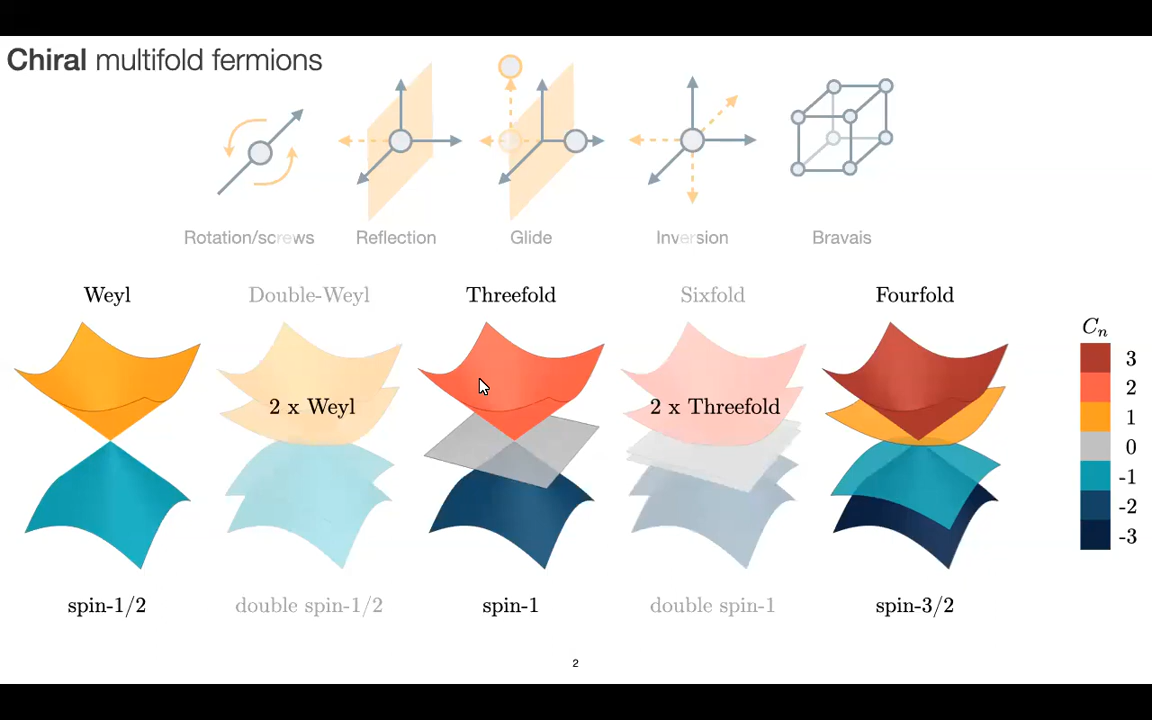 Chiral multifold fermions
Rotation/screws Reflection Glide Inversion Bravais
Weyl Double-Weyl Threefold Sixfold Fourfold
C_n
3
2
1
0
-1
-2
-3
2 x Weyl 2 x Threefold
spin-1/2 double spin-1/2 spin-1 double spin-1 spin-3/2
2